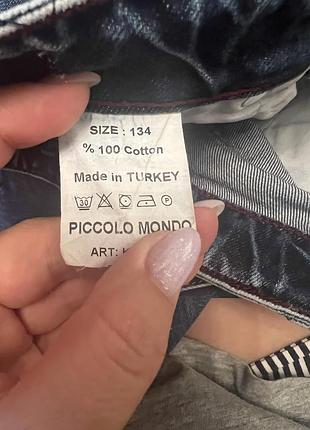 SIZE : 134
% 100 Cotton
Made in TURKEY
30 P
PICCOLO MONDO
ART: